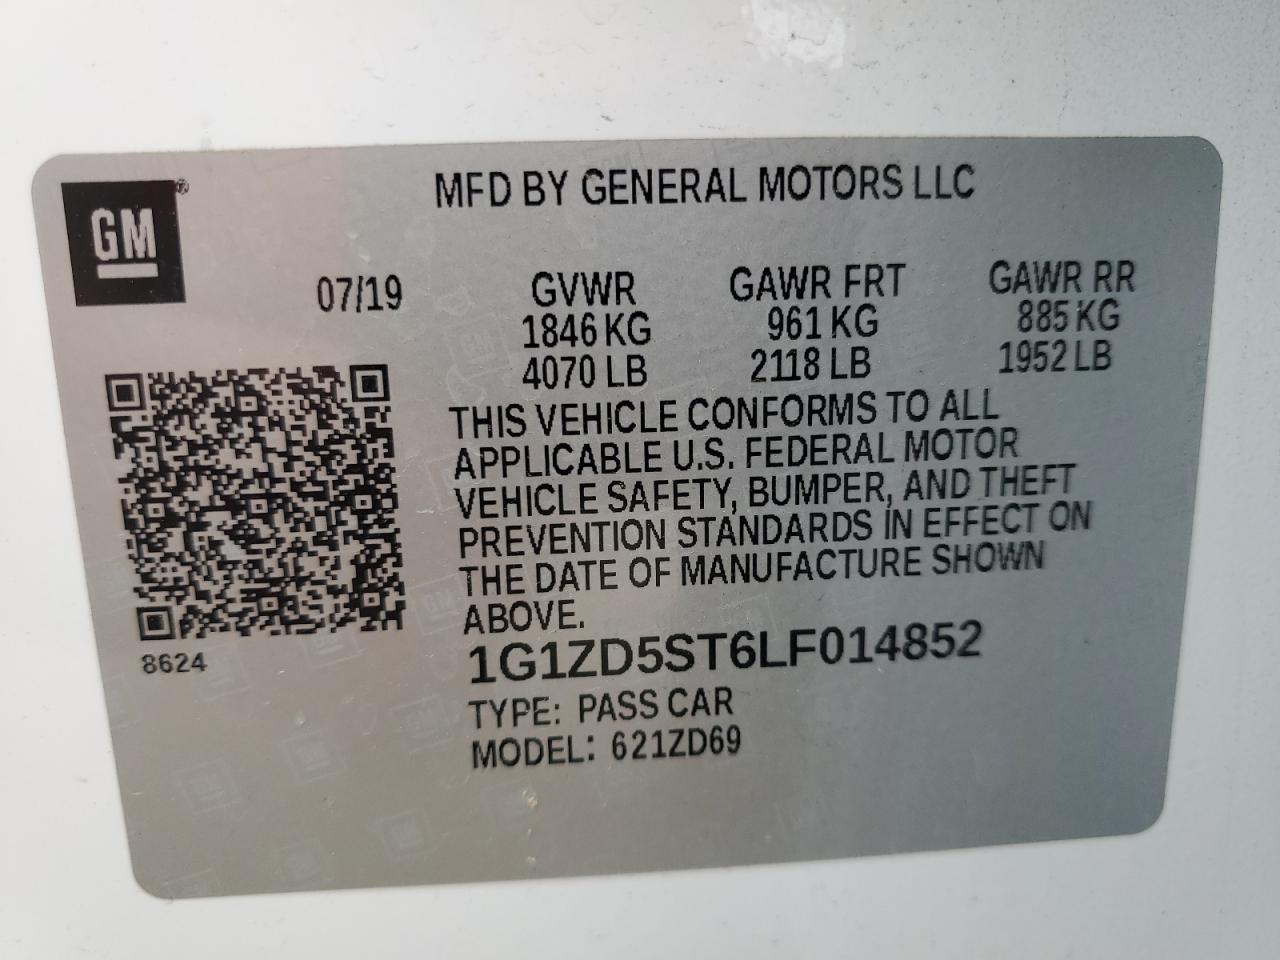 GM
MFD BY GENERAL MOTORS LLC
07/19 GVWR GAWR FRT GAWR RR
1846 KG 961 KG 885 KG
4070 LB 2118 LB 1952 LB
THIS VEHICLE CONFORMS TO ALL
APPLICABLE U.S. FEDERAL MOTOR
VEHICLE SAFETY, BUMPER, AND THEFT
PREVENTION STANDARDS IN EFFECT ON
THE DATE OF MANUFACTURE SHOWN
ABOVE.
8624
1G1ZD5ST6LF014852
TYPE: PASS CAR
MODEL: 621ZD69